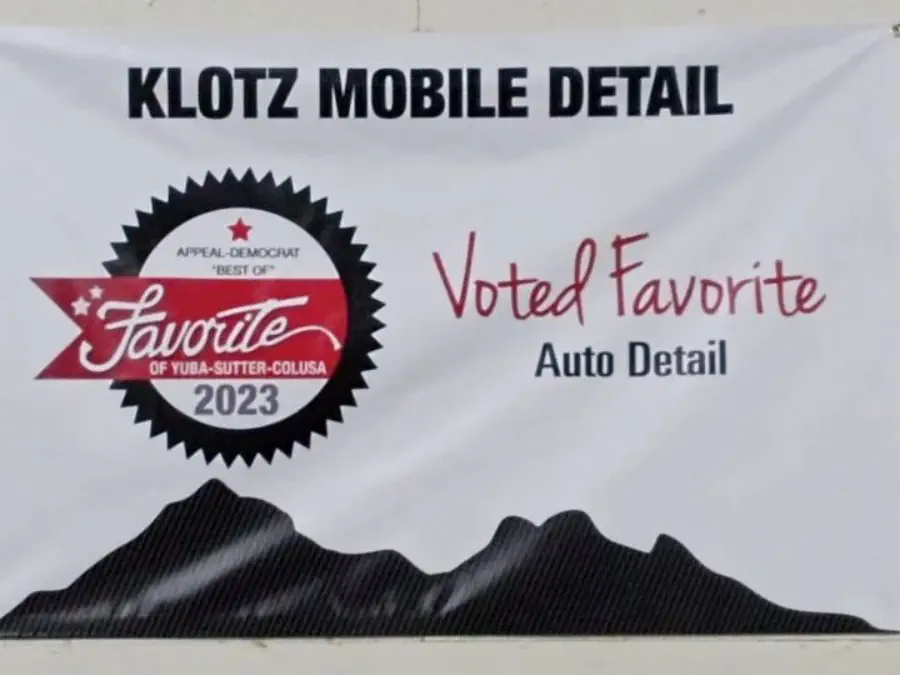 KLOTZ MOBILE DETAIL
APPEAL-DEMOCRAT
"BEST OF"
Favorite
OF YUBA-SUTTER-COLUSA
2023
Voted Favorite
Auto Detail